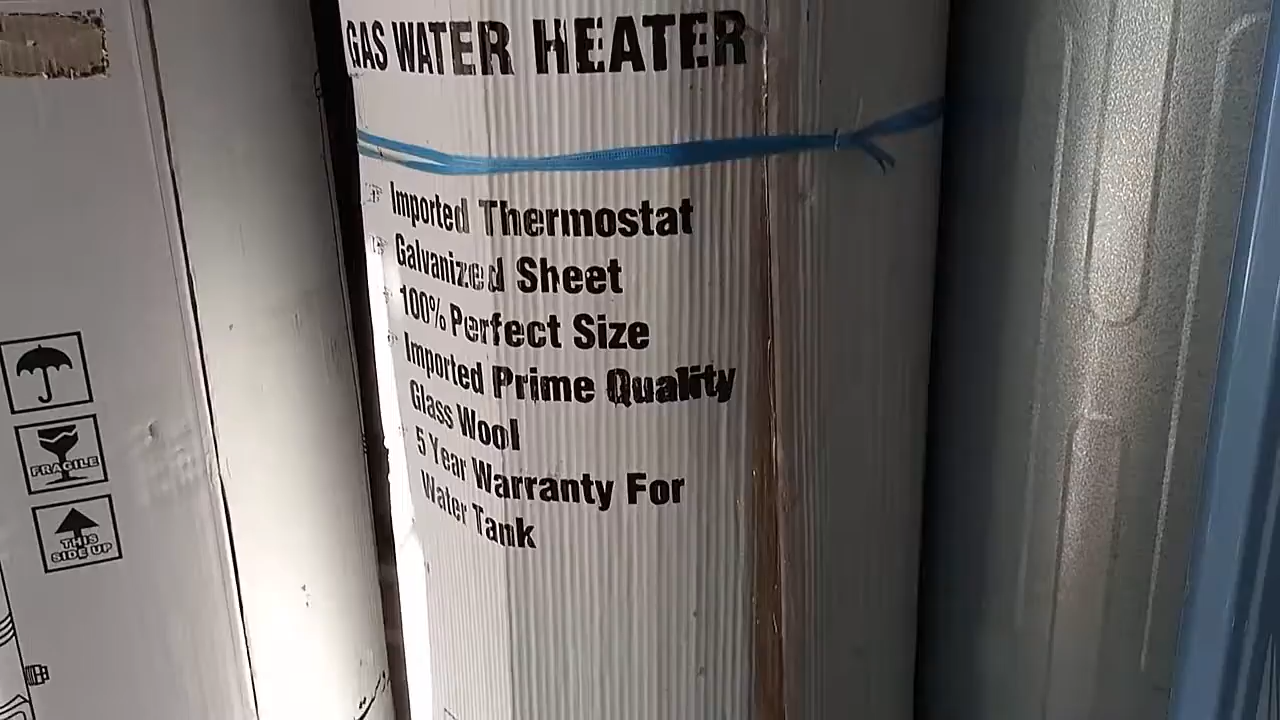 GAS WATER HEATER
Imported Thermostat
Galvanized Sheet
100% Perfect Size
Imported Prime Quality
Glass Wool
5 Year Warranty For
Water Tank
FRAGILE
THIS
SIDE UP